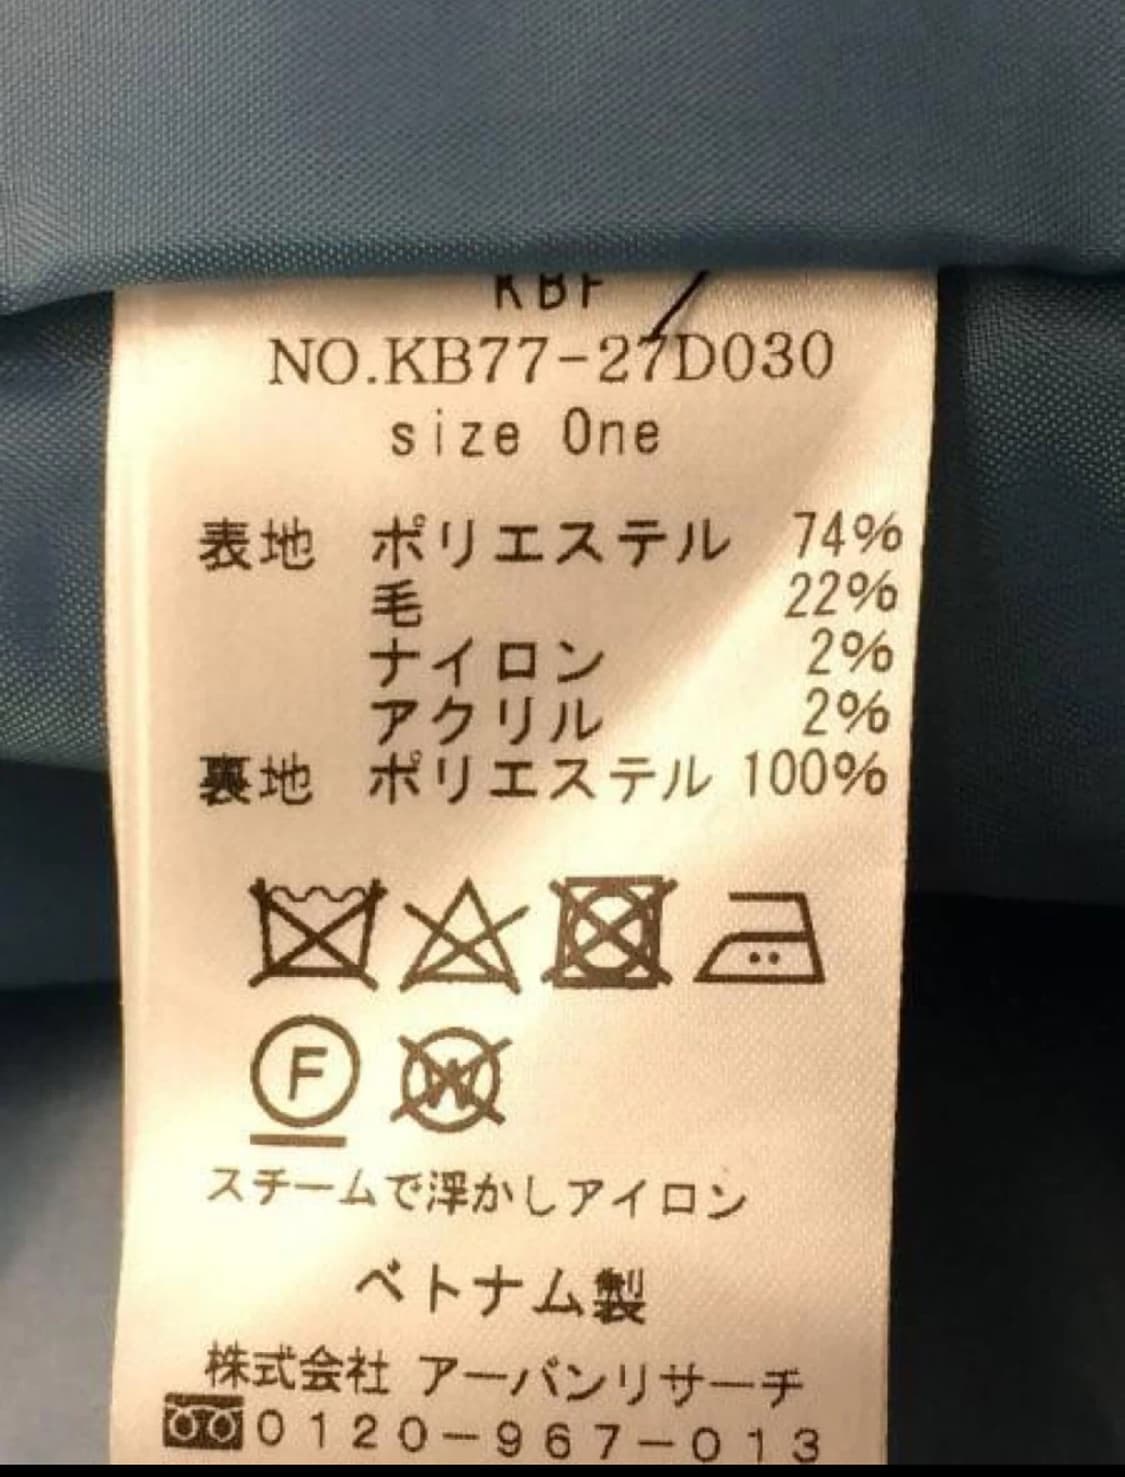 KBF
NO.KB77-27D030
size One
表地 ポリエステル 74%
毛 22%
ナイロン 2%
アクリル 2%
裏地 ポリエステル 100%
F W
スチームで浮かしアイロン
ベトナム製
株式会社 アーバンリサーチ
0120-967-013